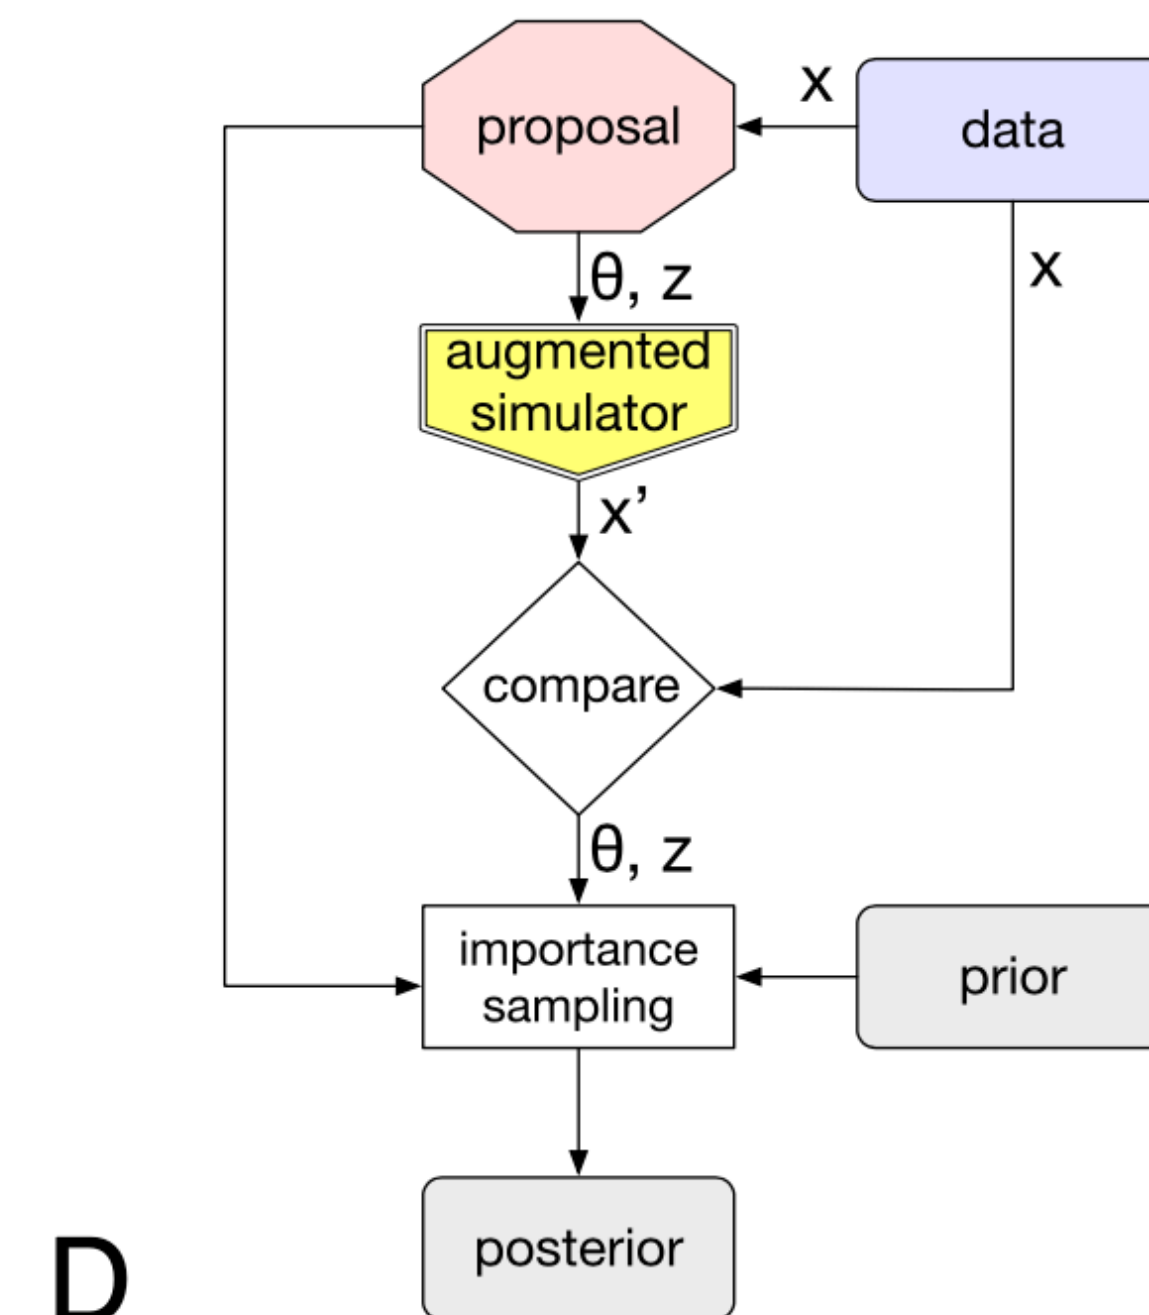 proposal
x
data
θ, z
x
augmented
simulator
x’
compare
θ, z
importance
sampling
prior
posterior
D